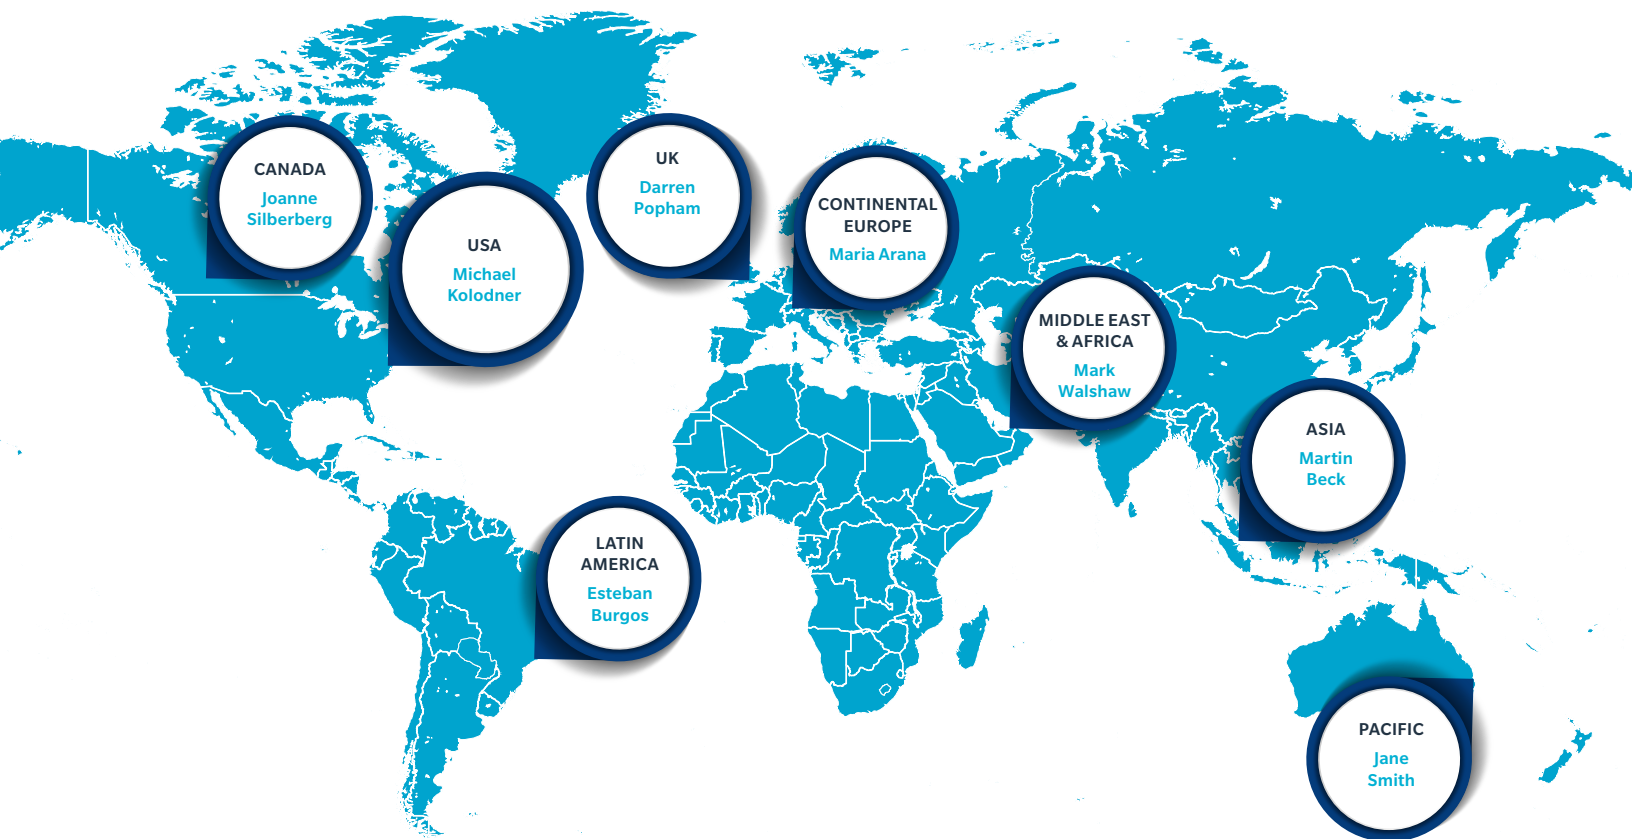 CANADA
Joanne
Silberberg
USA
Michael
Kolodner
UK
Darren
Popham
CONTINENTAL
EUROPE
Maria Arana
MIDDLE EAST
& AFRICA
Mark
Walshaw
ASIA
Martin
Beck
LATIN
AMERICA
Esteban
Burgos
PACIFIC
Jane
Smith